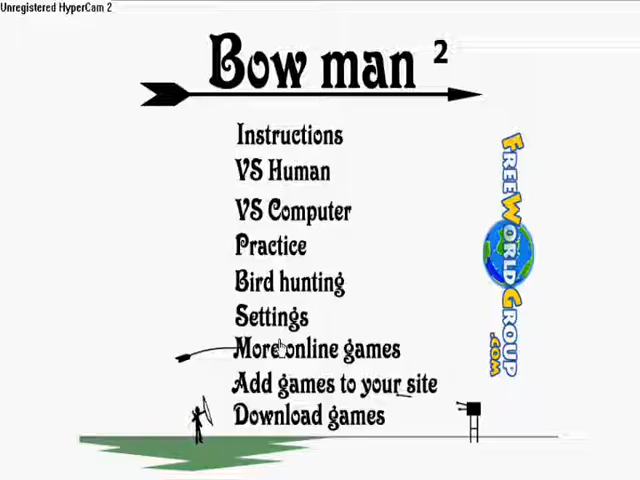 Unregistered HyperCam 2
Bow man 2
Instructions
VS Human
VS Computer
Practice
Bird hunting
Settings
More online games
Add games to your site
Download games
FREEWORLDGROUP
.COM